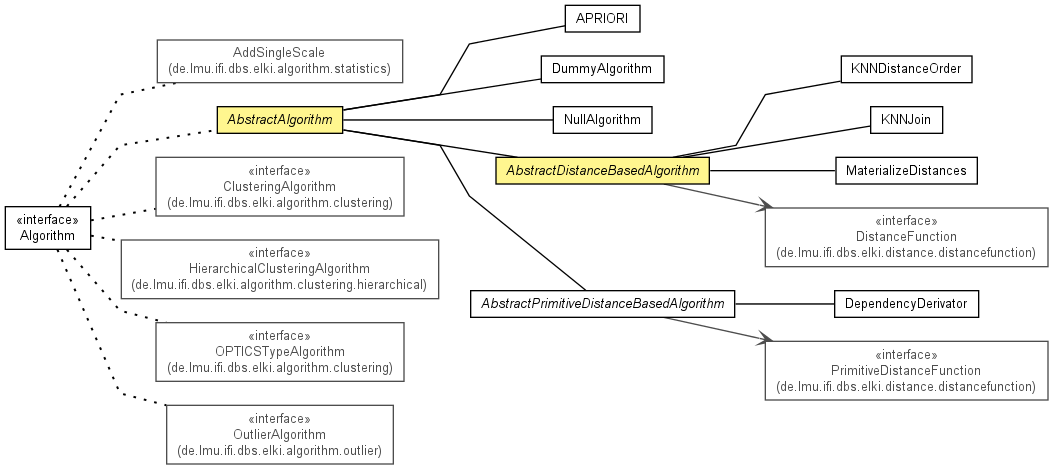 «interface»
Algorithm
AddSingleScale
(de.lmu.ifi.dbs.elki.algorithm.statistics)
AbstractAlgorithm
«interface»
ClusteringAlgorithm
(de.lmu.ifi.dbs.elki.algorithm.clustering)
«interface»
HierarchicalClusteringAlgorithm
(de.lmu.ifi.dbs.elki.algorithm.clustering.hierarchical)
«interface»
OPTICSTypeAlgorithm
(de.lmu.ifi.dbs.elki.algorithm.clustering)
«interface»
OutlierAlgorithm
(de.lmu.ifi.dbs.elki.algorithm.outlier)
APRIORI
DummyAlgorithm
NullAlgorithm
AbstractDistanceBasedAlgorithm
AbstractPrimitiveDistanceBasedAlgorithm
KNNDistanceOrder
KNNJoin
MaterializeDistances
«interface»
DistanceFunction
(de.lmu.ifi.dbs.elki.distance.distancefunction)
DependencyDerivator
«interface»
PrimitiveDistanceFunction
(de.lmu.ifi.dbs.elki.distance.distancefunction)